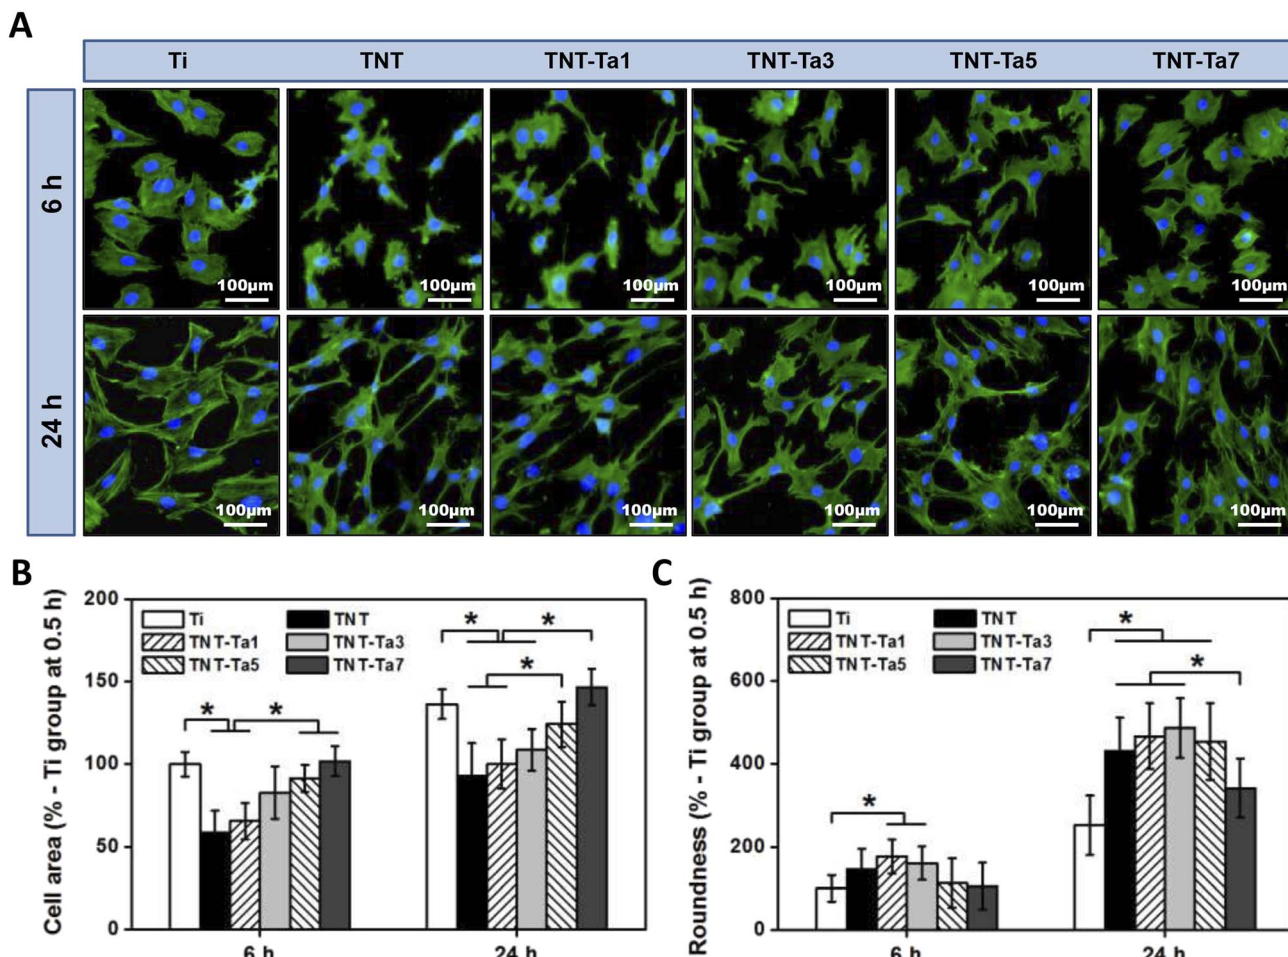 A
Ti TNT TNT-Ta1 TNT-Ta3 TNT-Ta5 TNT-Ta7
6 h
100μm 100μm 100μm 100μm 100μm 100μm
24 h
100μm 100μm 100μm 100μm 100μm 100μm
B
Cell area (% - Ti group at 0.5 h)
200
150
100
50
0
Ti TNT
TNT-Ta1 TNT-Ta3
TNT-Ta5 TNT-Ta7
* *
*
* *
6 h 24 h
C
Roundness (% - Ti group at 0.5 h)
800
600
400
200
0
Ti TNT
TNT-Ta1 TNT-Ta3
TNT-Ta5 TNT-Ta7
*
*
*
6 h 24 h